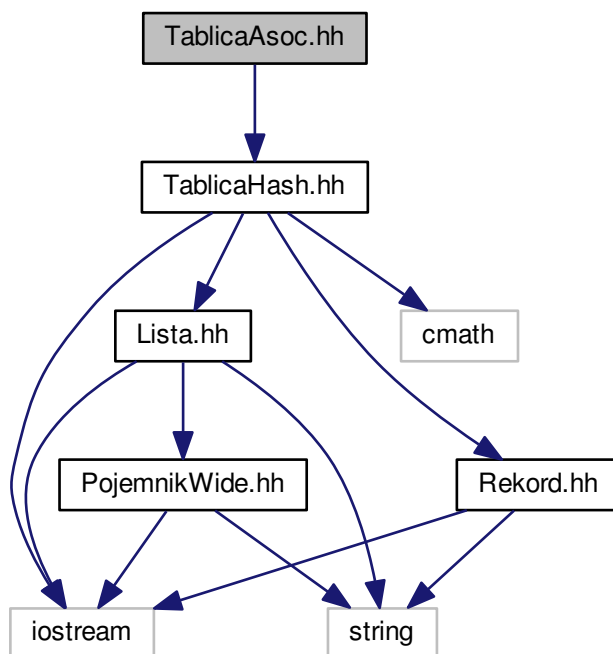 TablicaAsoc.hh
TablicaHash.hh
Lista.hh
cmath
PojemnikWide.hh
Rekord.hh
iostream
string